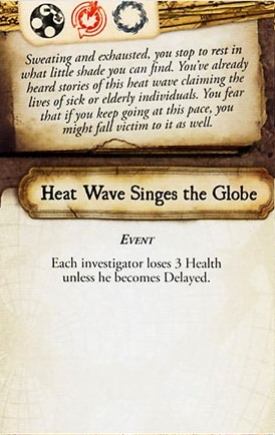 Sweating and exhausted, you stop to rest in
what little shade you can find. You've already
heard stories of this heat wave claiming the
lives of sick or elderly individuals. You fear
that if you keep going at this pace, you
might fall victim to it as well.
Heat Wave Singes the Globe
EVENT
Each investigator loses 3 Health
unless he becomes Delayed.